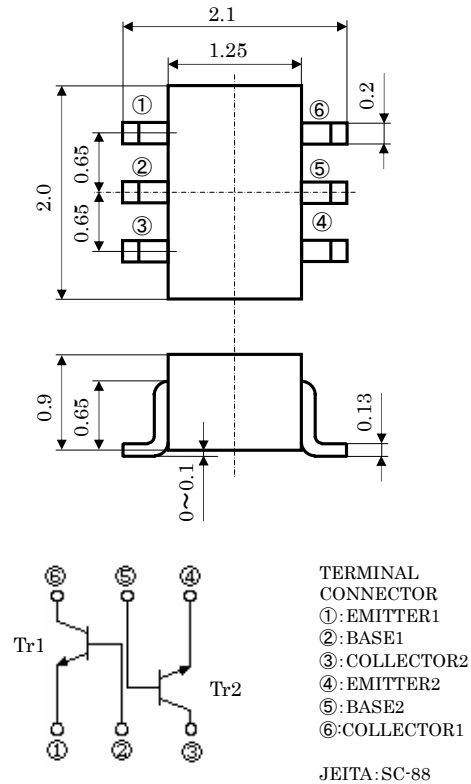 2.1
1.25
① ⑥ 0.2
0.65
2.0 ② ⑤
0.65
③ ④
0.9 0.65 0.13
0~0.1
⑥ ⑤ ④
Tr1 Tr2
① ② ③
TERMINAL
CONNECTOR
①:EMITTER1
②:BASE1
③:COLLECTOR2
④:EMITTER2
⑤:BASE2
⑥:COLLECTOR1
JEITA:SC-88